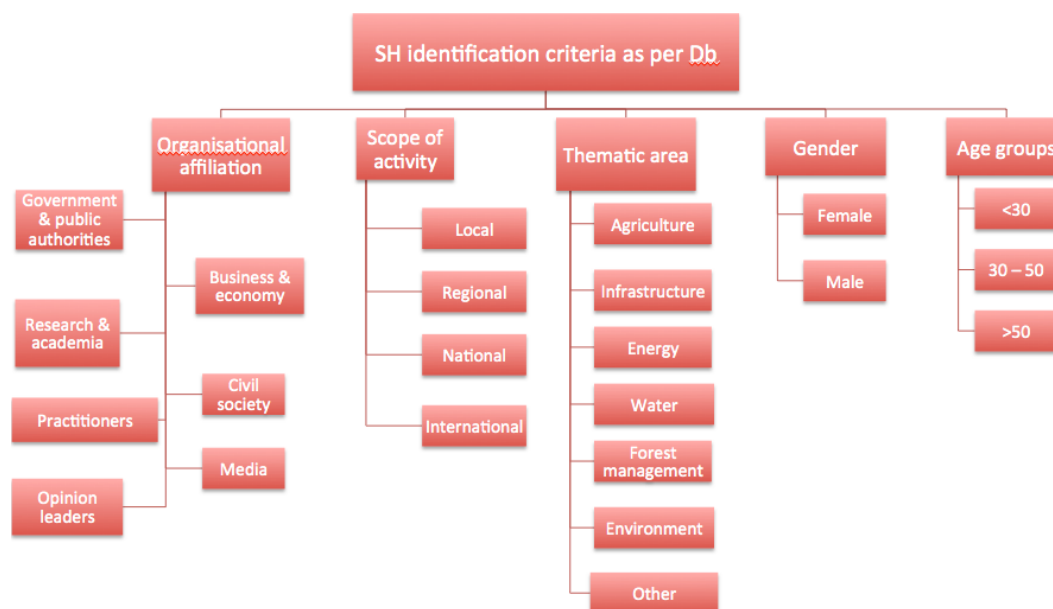 SH identification criteria as per Db
Organisational
affiliation
Government
& public
authorities
Business &
economy
Research &
academia
Civil
society
Practitioners
Media
Opinion
leaders
Scope of
activity
Local
Regional
National
International
Thematic area
Agriculture
Infrastructure
Energy
Water
Forest
management
Environment
Other
Gender
Female
Male
Age groups
<30
30 – 50
>50